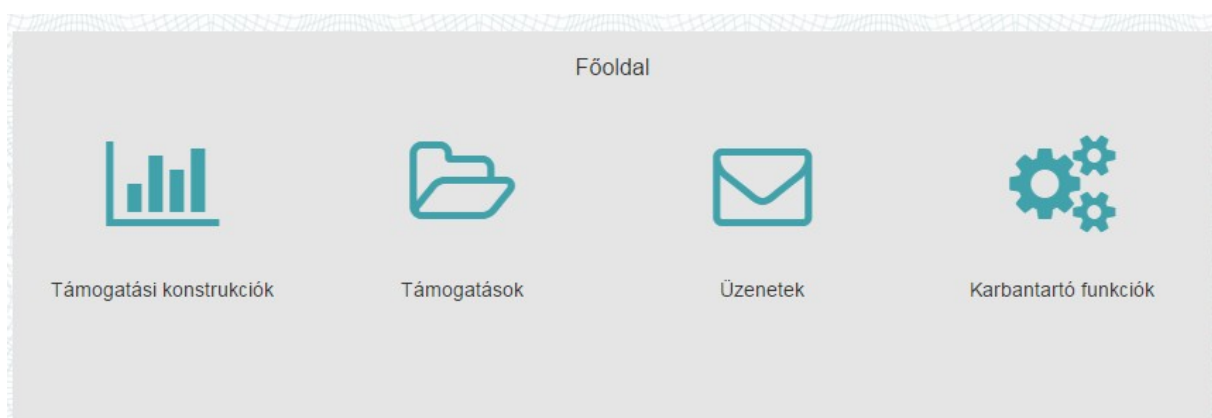 Főoldal
Támogatási konstrukciók
Támogatások
Üzenetek
Karbantartó funkciók